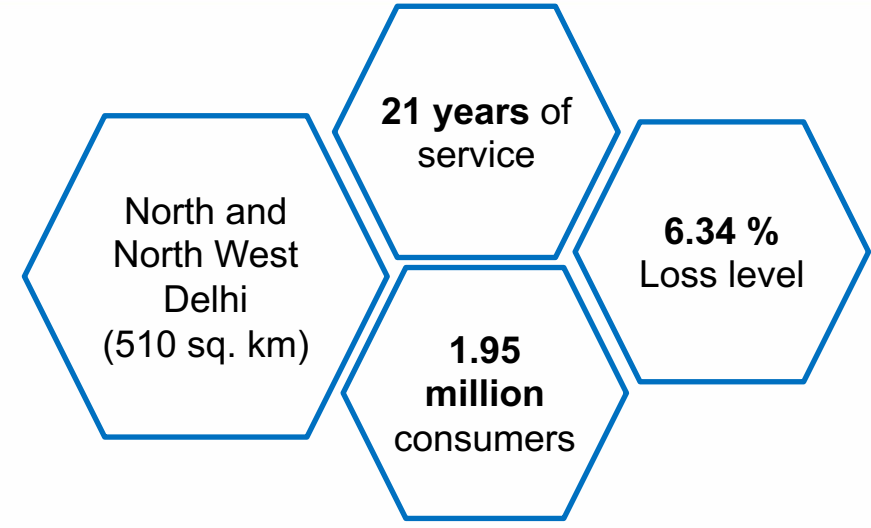 21 years of
service
North and
North West
Delhi
(510 sq. km)
6.34 %
Loss level
1.95
million
consumers